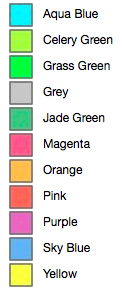 Aqua Blue
Celery Green
Grass Green
Grey
Jade Green
Magenta
Orange
Pink
Purple
Sky Blue
Yellow